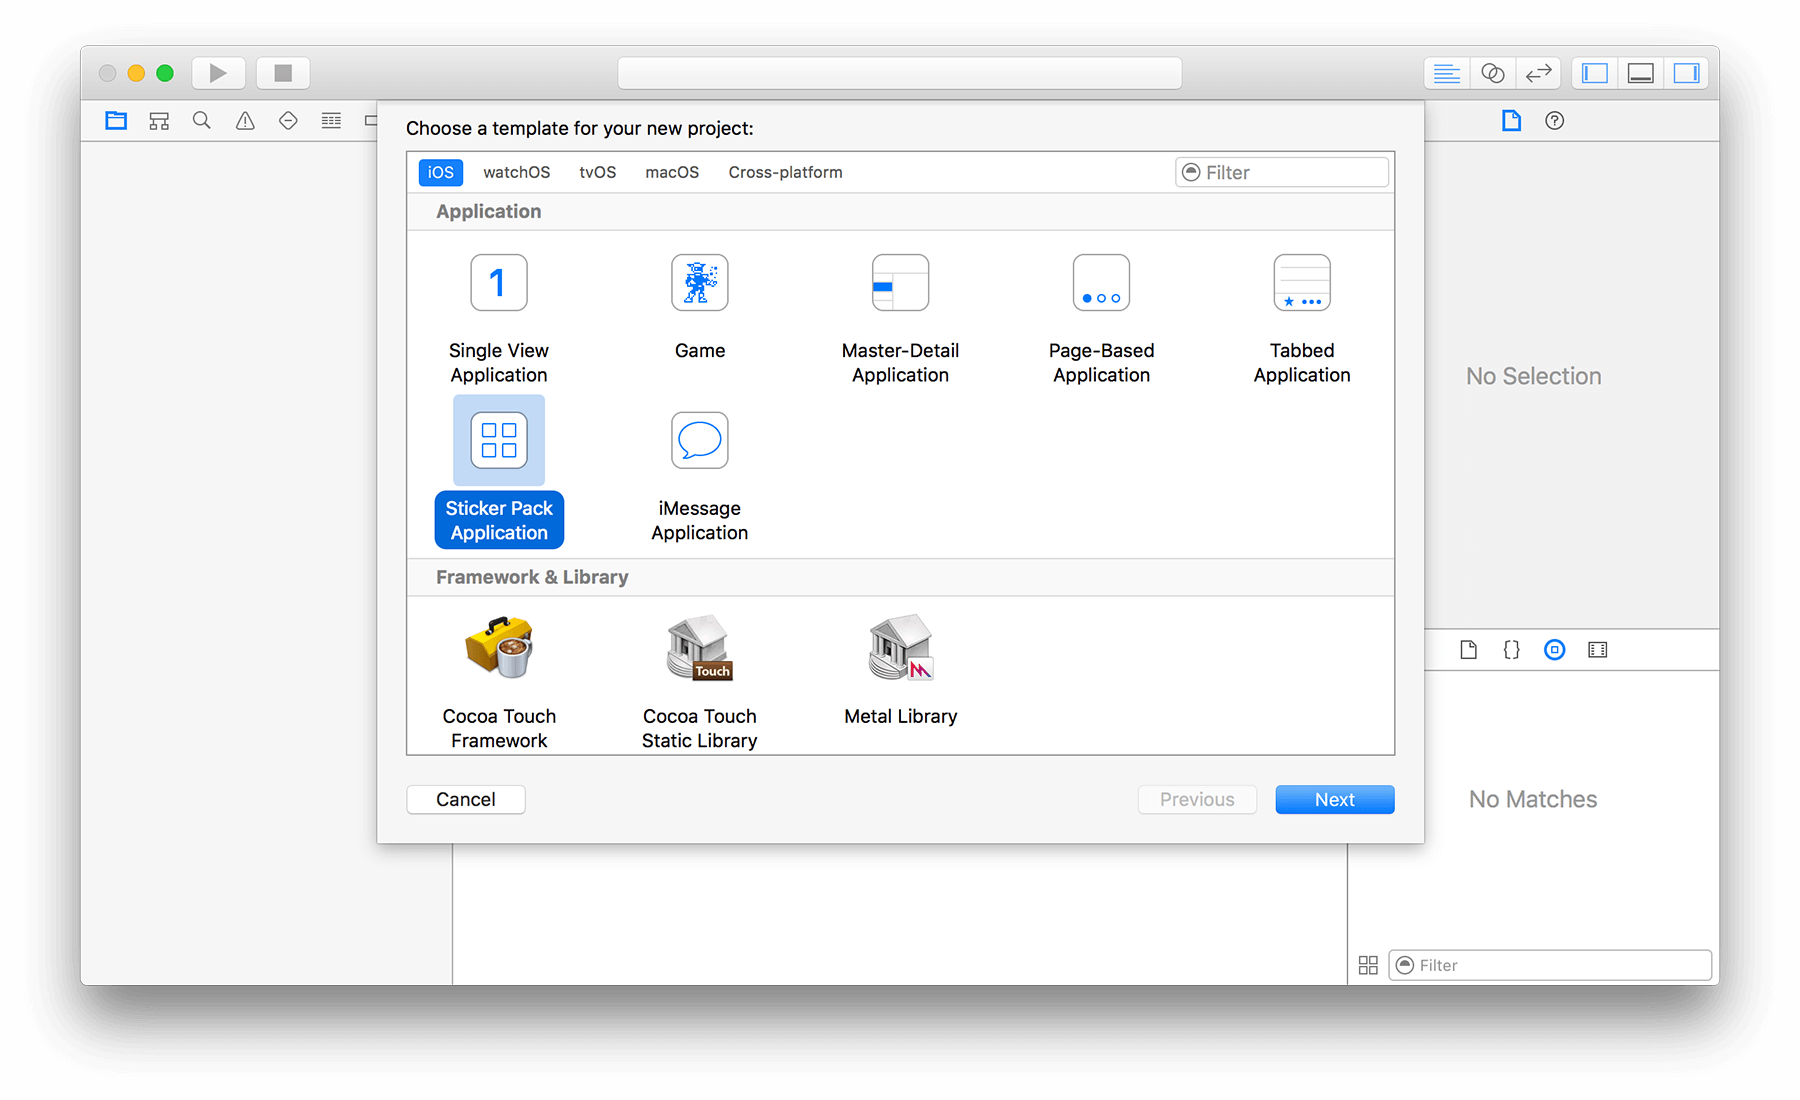 Choose a template for your new project:
iOS watchOS tvOS macOS Cross-platform Filter
Application
1
Single View
Application
Game
Master-Detail
Application
Page-Based
Application
Tabbed
Application
No Selection
Sticker Pack
Application
iMessage
Application
Framework & Library
Touch
Cocoa Touch
Framework
Cocoa Touch
Static Library
Metal Library
Cancel Previous Next
No Matches
Filter